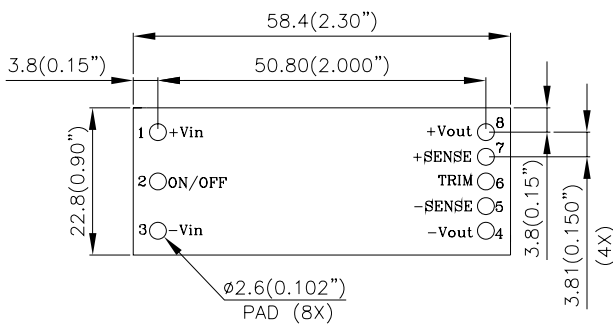 58.4(2.30”)
3.8(0.15”)
50.80(2.000”)
22.8(0.90”)
1 +Vin
2 ON/OFF
3 -Vin
+Vout 8
+SENSE 7
TRIM 6
-SENSE 5
-Vout 4
3.8(0.15”)
3.81(0.150”)
(4X)
ø2.6(0.102”)
PAD (8X)